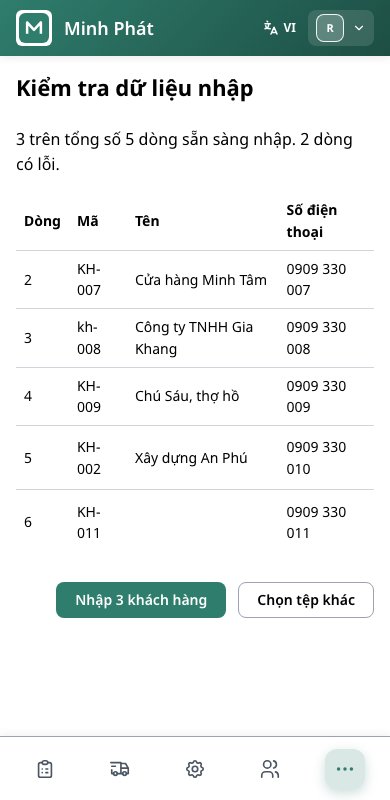 Minh Phát
VI
R
Kiểm tra dữ liệu nhập
3 trên tổng số 5 dòng sẵn sàng nhập. 2 dòng
có lỗi.
Dòng Mã Tên Số điện thoại
2 KH-007 Cửa hàng Minh Tâm 0909 330 007
3 kh-008 Công ty TNHH Gia Khang 0909 330 008
4 KH-009 Chú Sáu, thợ hồ 0909 330 009
5 KH-002 Xây dựng An Phú 0909 330 010
6 KH-011 0909 330 011
Nhập 3 khách hàng
Chọn tệp khác